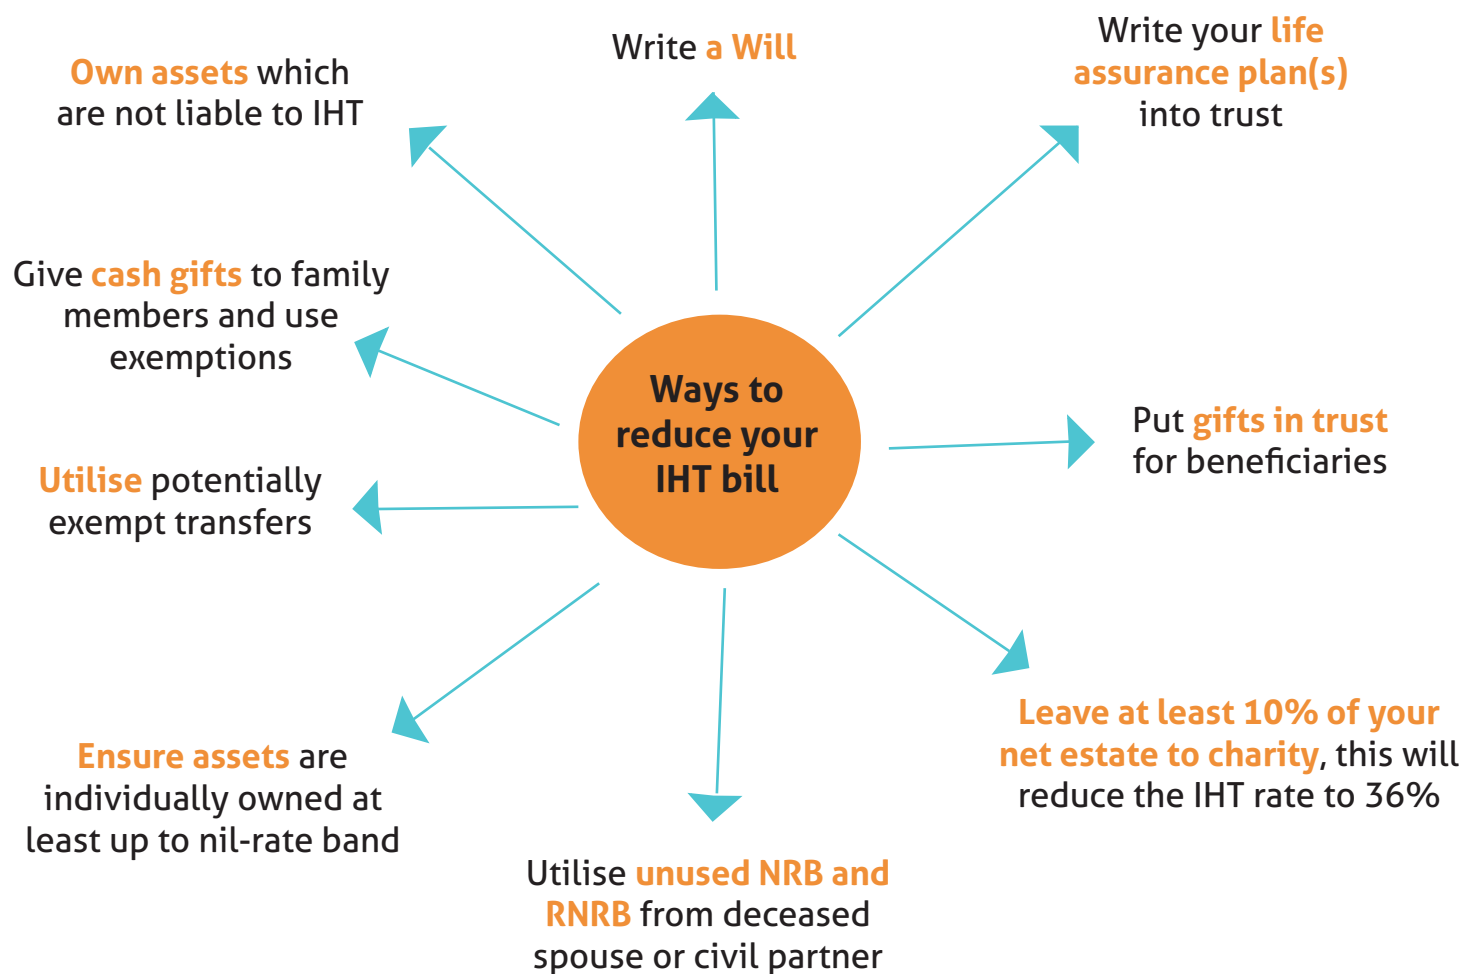 Write a Will
Write your life
assurance plan(s)
into trust
Own assets which
are not liable to IHT
Give cash gifts to family
members and use
exemptions
Ways to
reduce your
IHT bill
Put gifts in trust
for beneficiaries
Utilise potentially
exempt transfers
Leave at least 10% of your
net estate to charity, this will
reduce the IHT rate to 36%
Ensure assets are
individually owned at
least up to nil-rate band
Utilise unused NRB and
RNRB from deceased
spouse or civil partner